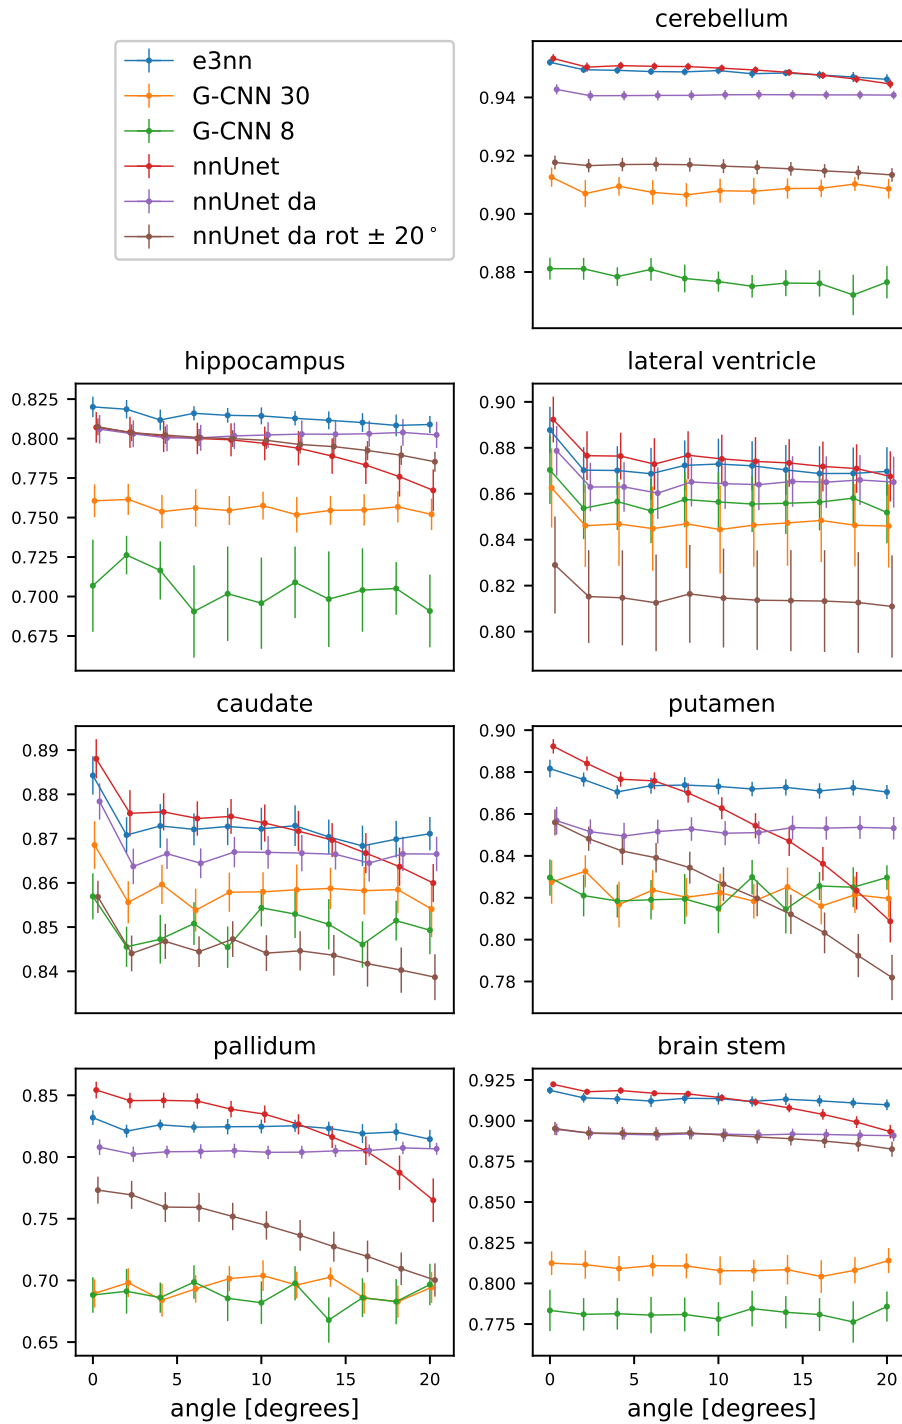 cerebellum
e3nn
G-CNN 30
G-CNN 8
nnUnet
nnUnet da
nnUnet da rot ± 20°
0.94
0.92
0.90
0.88
hippocampus
0.825
0.800
0.775
0.750
0.725
0.700
0.675
lateral ventricle
0.90
0.88
0.86
0.84
0.82
0.80
caudate
0.89
0.88
0.87
0.86
0.85
0.84
putamen
0.90
0.88
0.86
0.84
0.82
0.80
0.78
pallidum
0.85
0.80
0.75
0.70
0.65
0 5 10 15 20
angle [degrees]
brain stem
0.925
0.900
0.875
0.850
0.825
0.800
0.775
0 5 10 15 20
angle [degrees]